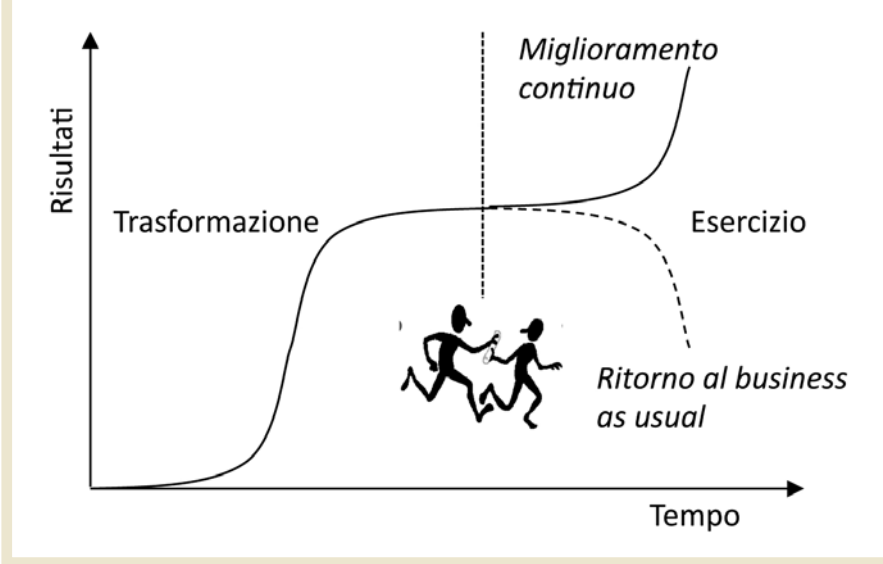 Miglioramento
continuo
Risultati
Trasformazione
Esercizio
Ritorno al business
as usual
Tempo